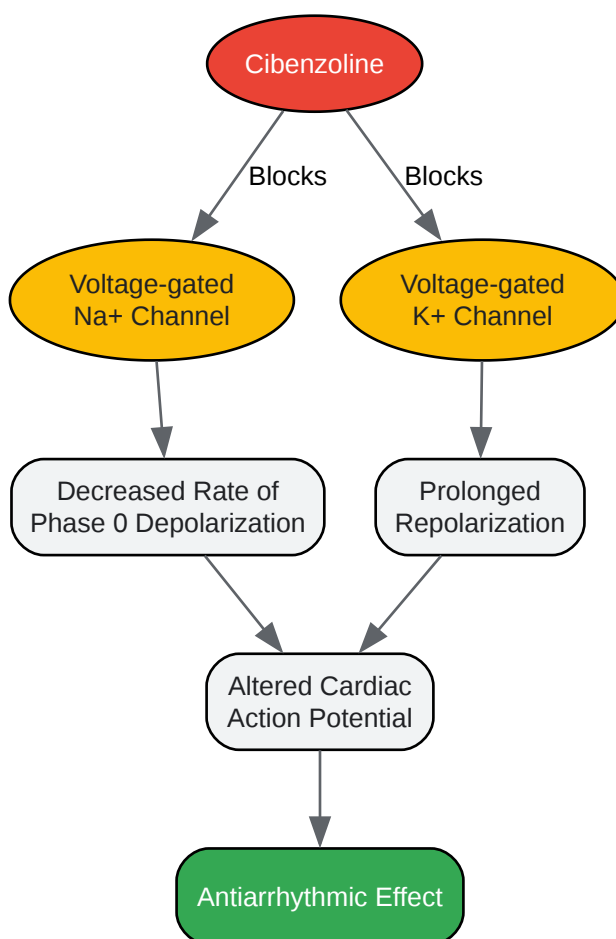 Cibenzoline
Blocks
Blocks
Voltage-gated
Na+ Channel
Voltage-gated
K+ Channel
Decreased Rate of
Phase 0 Depolarization
Prolonged
Repolarization
Altered Cardiac
Action Potential
Antiarrhythmic Effect